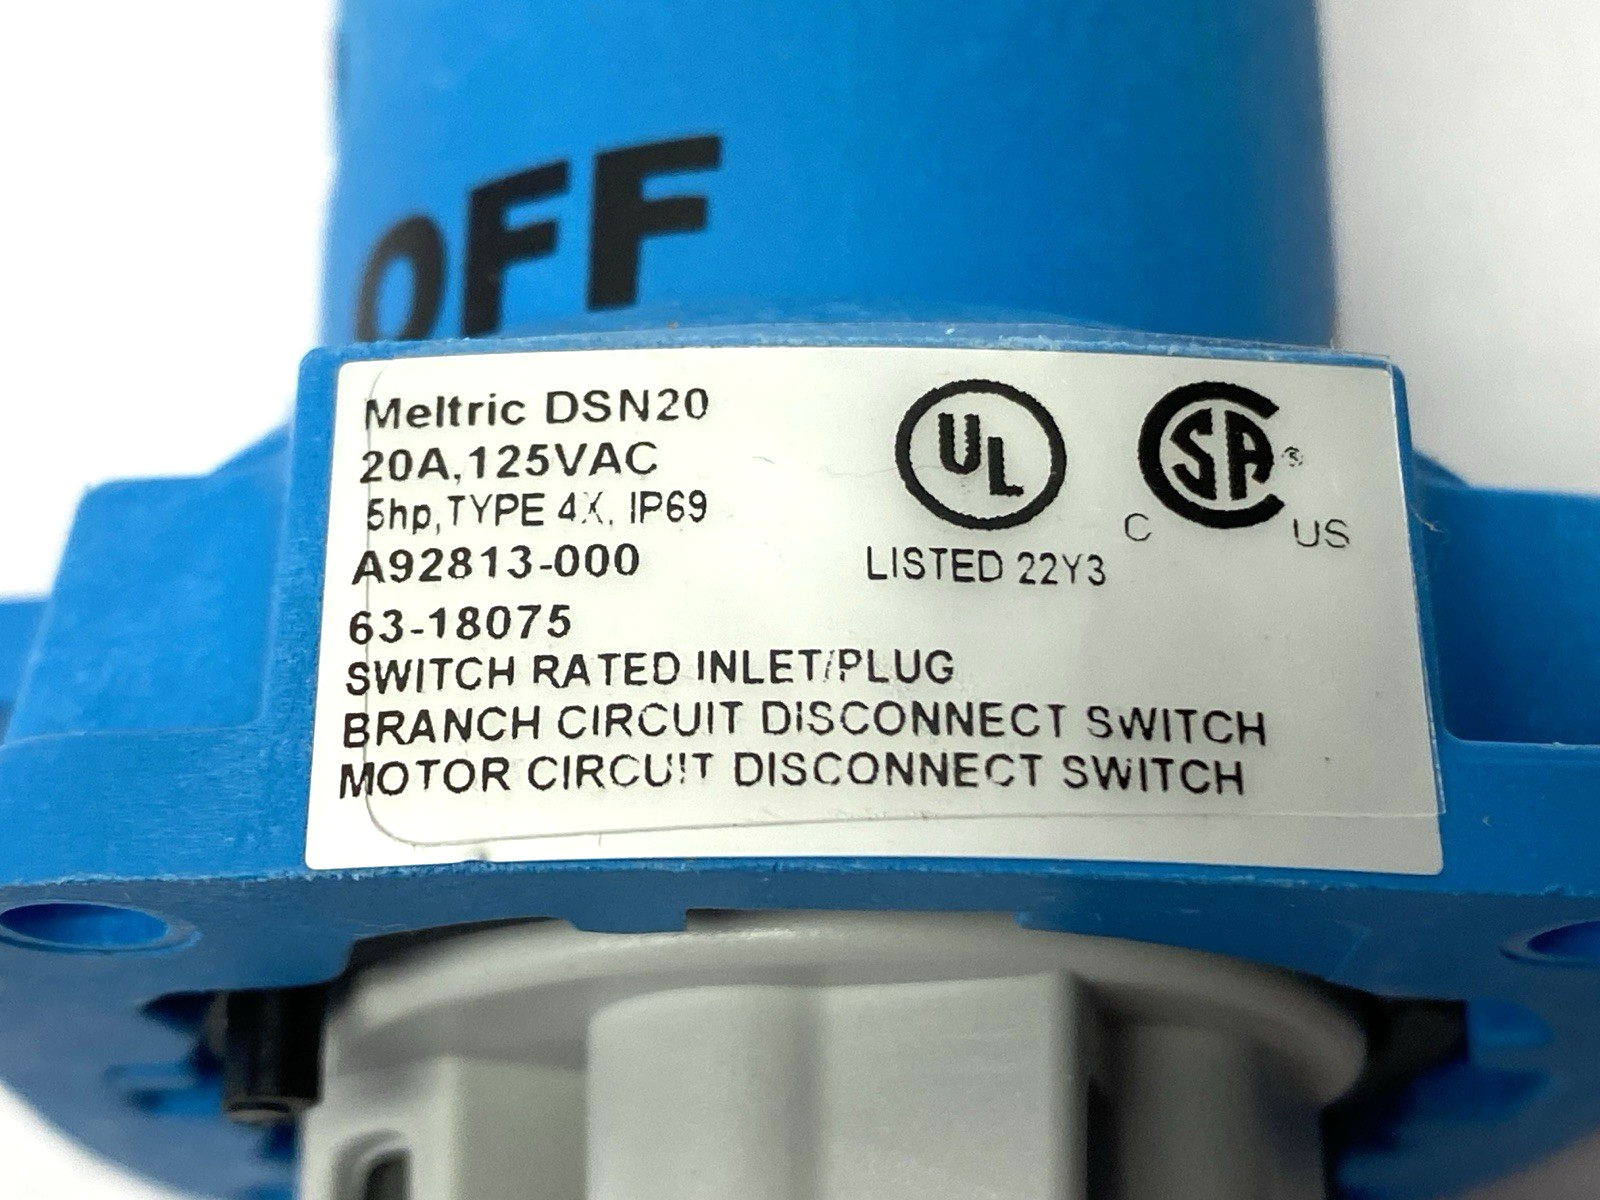 OFF
Meltric DSN20
20A,125VAC
5hp,TYPE 4X, IP69
A92813-000
63-18075
SWITCH RATED INLET/PLUG
BRANCH CIRCUIT DISCONNECT SWITCH
MOTOR CIRCUIT DISCONNECT SWITCH
UL
LISTED 22Y3
C SA ®
C US